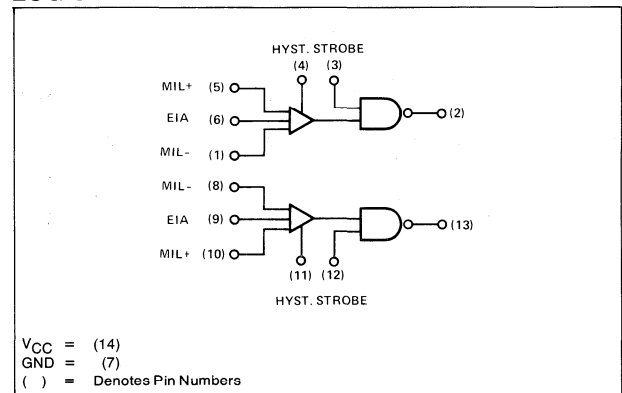 HYST. STROBE
(4) (3)
MIL+ (5)
EIA (6)
(2)
MIL- (1)
MIL- (8)
EIA (9)
(13)
MIL+ (10)
(11) (12)
HYST. STROBE
VCC = (14)
GND = (7)
( ) = Denotes Pin Numbers